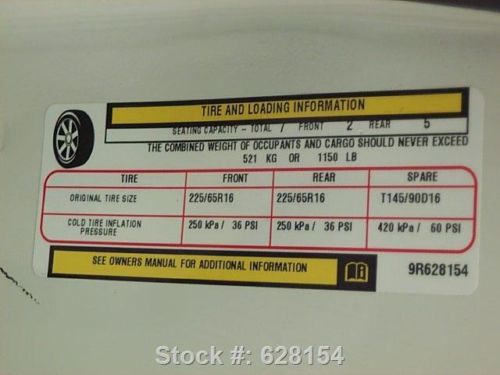 TIRE AND LOADING INFORMATION
SEATING CAPACITY - TOTAL 7 FRONT 2 REAR 5
THE COMBINED WEIGHT OF OCCUPANTS AND CARGO SHOULD NEVER EXCEED
521 KG OR 1150 LB
TIRE FRONT REAR SPARE
ORIGINAL TIRE SIZE 225/65R16 225/65R16 T145/90D16
COLD TIRE INFLATION PRESSURE 250 kPa / 36 PSI 250 kPa / 36 PSI 420 kPa / 60 PSI
SEE OWNERS MANUAL FOR ADDITIONAL INFORMATION 9R628154
Stock #: 628154